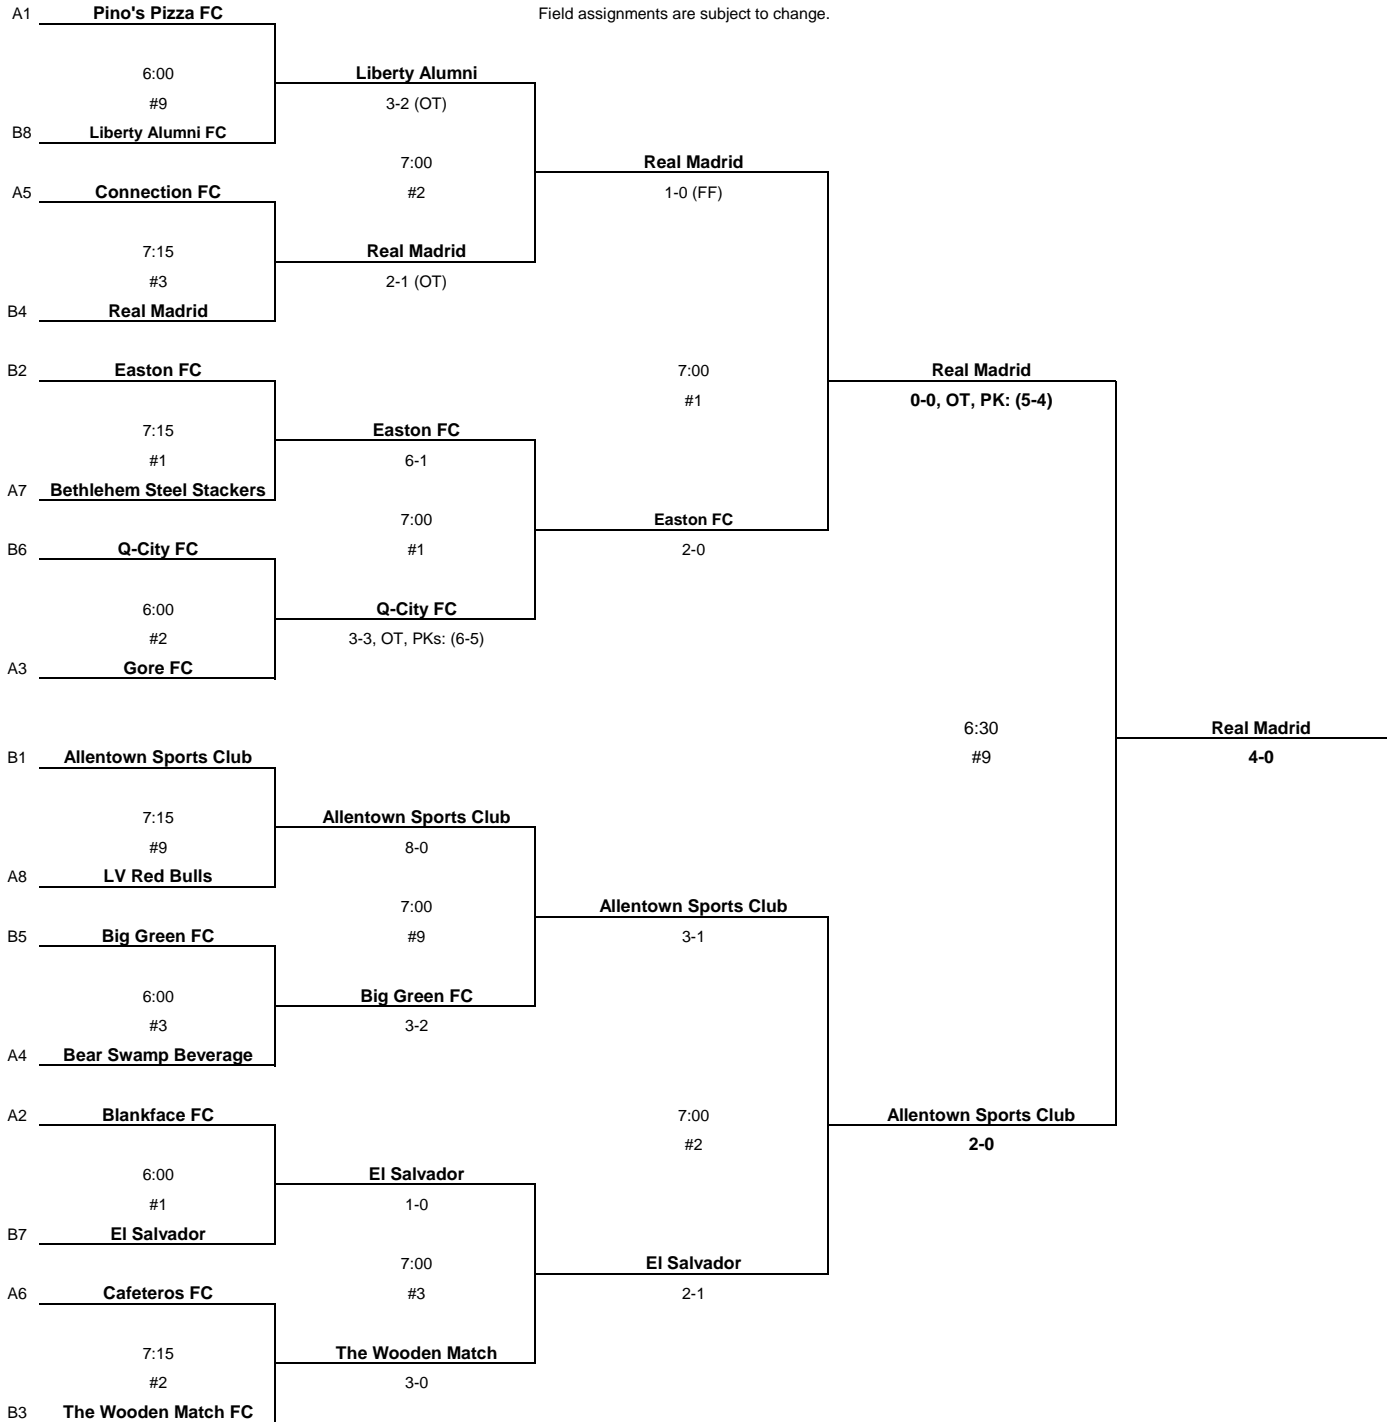 A1 Pino's Pizza FC Field assignments are subject to change.
6:00 Liberty Alumni
#9 3-2 (OT)
B8 Liberty Alumni FC
7:00 Real Madrid
A5 Connection FC #2 1-0 (FF)
7:15 Real Madrid
#3 2-1 (OT)
B4 Real Madrid
B2 Easton FC 7:00 Real Madrid
#1 0-0, OT, PK: (5-4)
7:15 Easton FC
#1 6-1
A7 Bethlehem Steel Stackers
7:00 Easton FC
B6 Q-City FC #1 2-0
6:00 Q-City FC
#2 3-3, OT, PKs: (6-5)
A3 Gore FC
6:30 Real Madrid
B1 Allentown Sports Club #9 4-0
7:15 Allentown Sports Club
#9 8-0
A8 LV Red Bulls
7:00 Allentown Sports Club
B5 Big Green FC #9 3-1
6:00 Big Green FC
#3 3-2
A4 Bear Swamp Beverage
A2 Blankface FC 7:00 Allentown Sports Club
#2 2-0
6:00 El Salvador
#1 1-0
B7 El Salvador
7:00 El Salvador
A6 Cafeteros FC #3 2-1
7:15 The Wooden Match
#2 3-0
B3 The Wooden Match FC